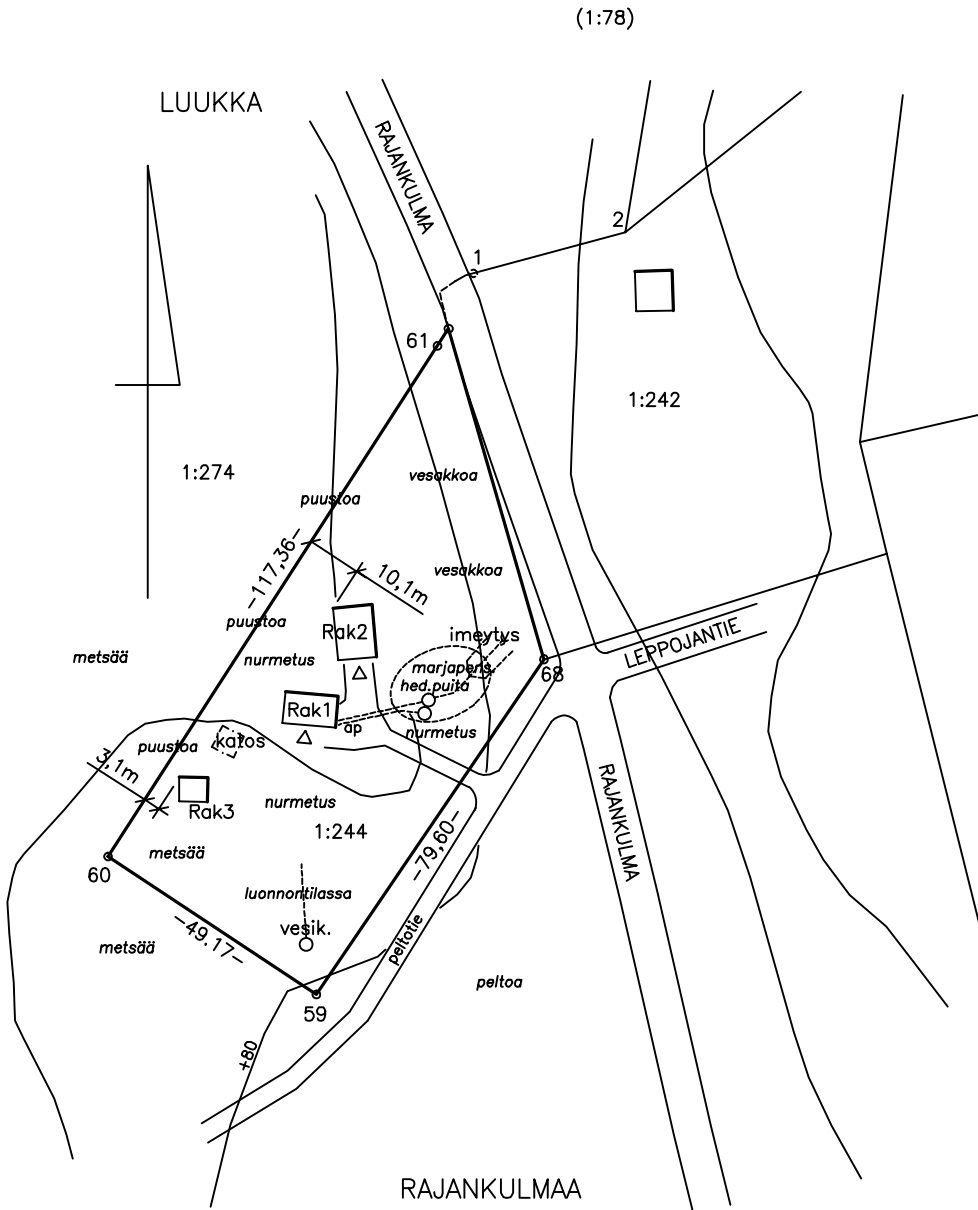 (1:78)
LUUKKA
RAJANKULMA
2
1
61
1:242
1:274
vesakkoa
puustoa
-117,36-
10,1m
vesakkoa
puustoa
Rak2
imeytys
LEPPOJANTIE
metsää
nurmetus
marjapens.
hed.puita
68
Rak1
ap
nurmetus
katos
puustoa
3,1m
RAJANKULMA
Rak3
nurmetus
1:244
-79,60-
metsää
60
luonnontilassa
-49.17-
vesik.
metsää
peltotie
peltoa
59
+80
RAJANKULMAA